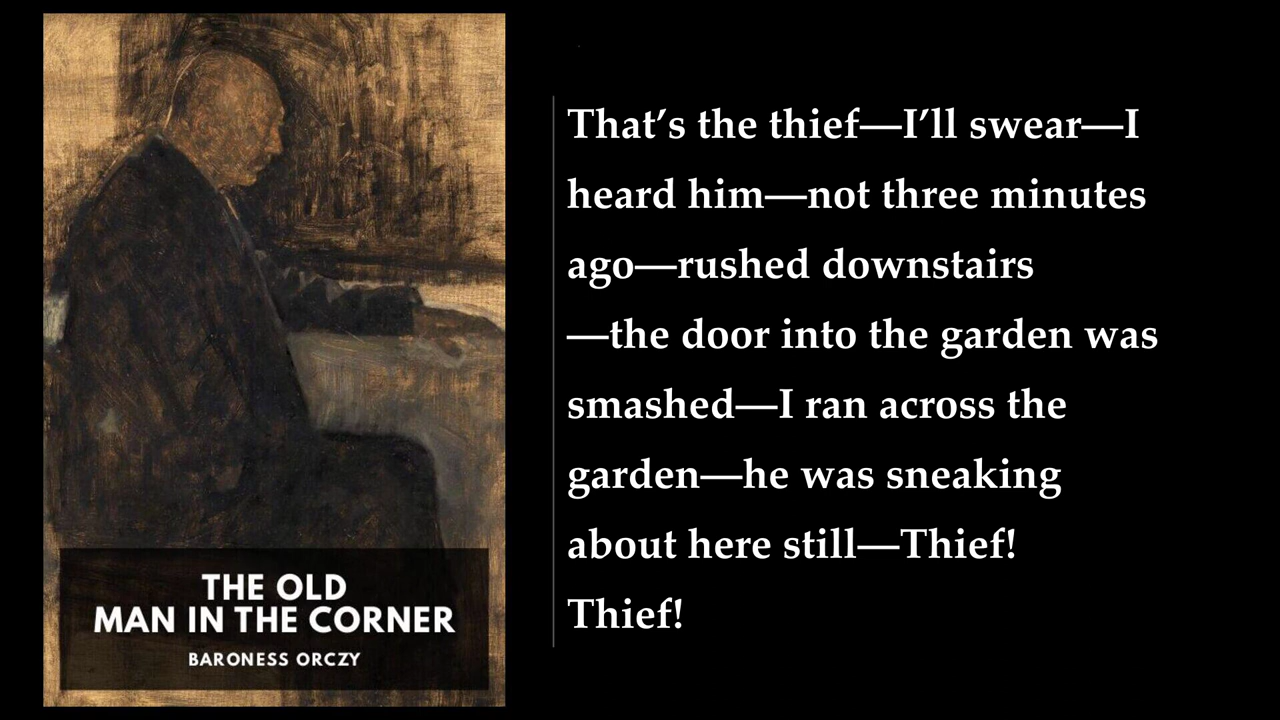 THE OLD
MAN IN THE CORNER
BARONESS ORCZY
That’s the thief—I’ll swear—I
heard him—not three minutes
ago—rushed downstairs
—the door into the garden was
smashed—I ran across the
garden—he was sneaking
about here still—Thief!
Thief!